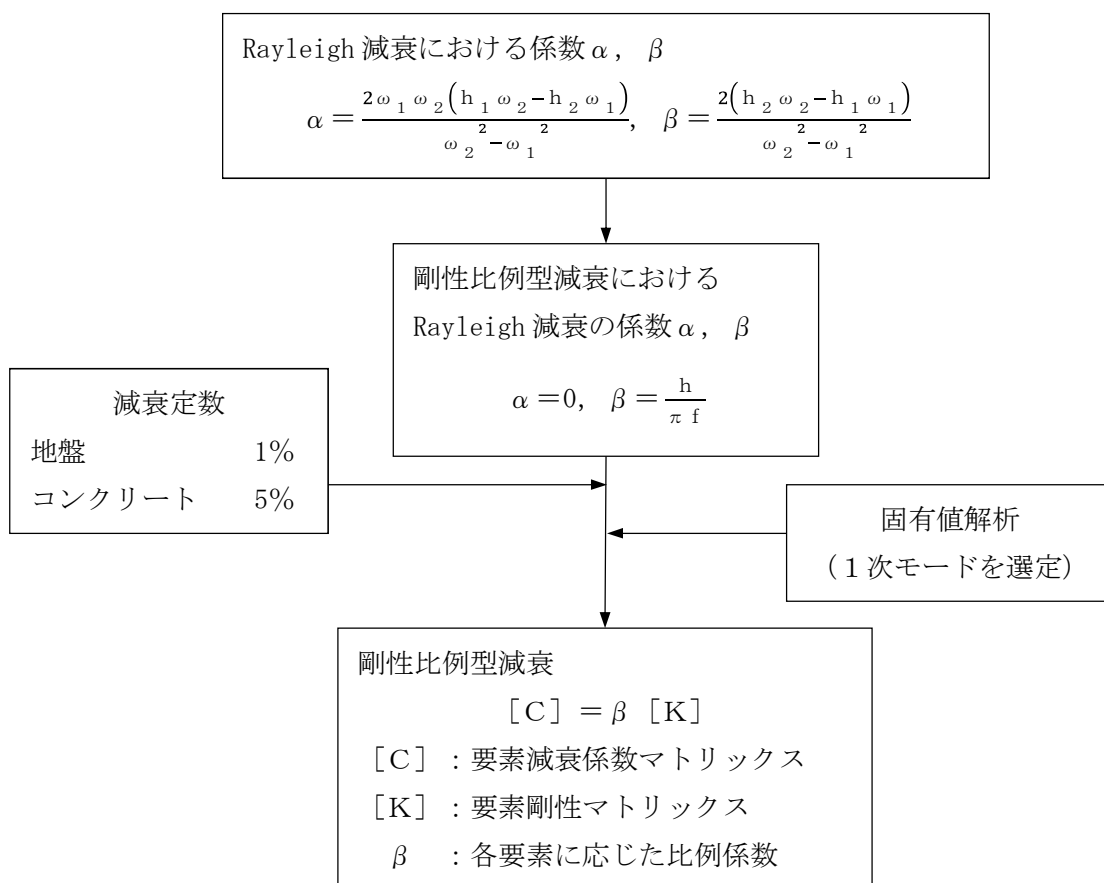 Rayleigh 減衰における係数α, β
α＝2ω₁ω₂(h₁ω₂−h₂ω₁)/(ω₂²−ω₁²), β＝2(h₂ω₂−h₁ω₁)/(ω₂²−ω₁²)
剛性比例型減衰における
Rayleigh 減衰の係数α, β
α＝0, β＝h/(πf)
減衰定数
地盤 1%
コンクリート 5%
固有値解析
(１次モードを選定)
剛性比例型減衰
［C］＝β［K］
［C］：要素減衰係数マトリックス
［K］：要素剛性マトリックス
β ：各要素に応じた比例係数